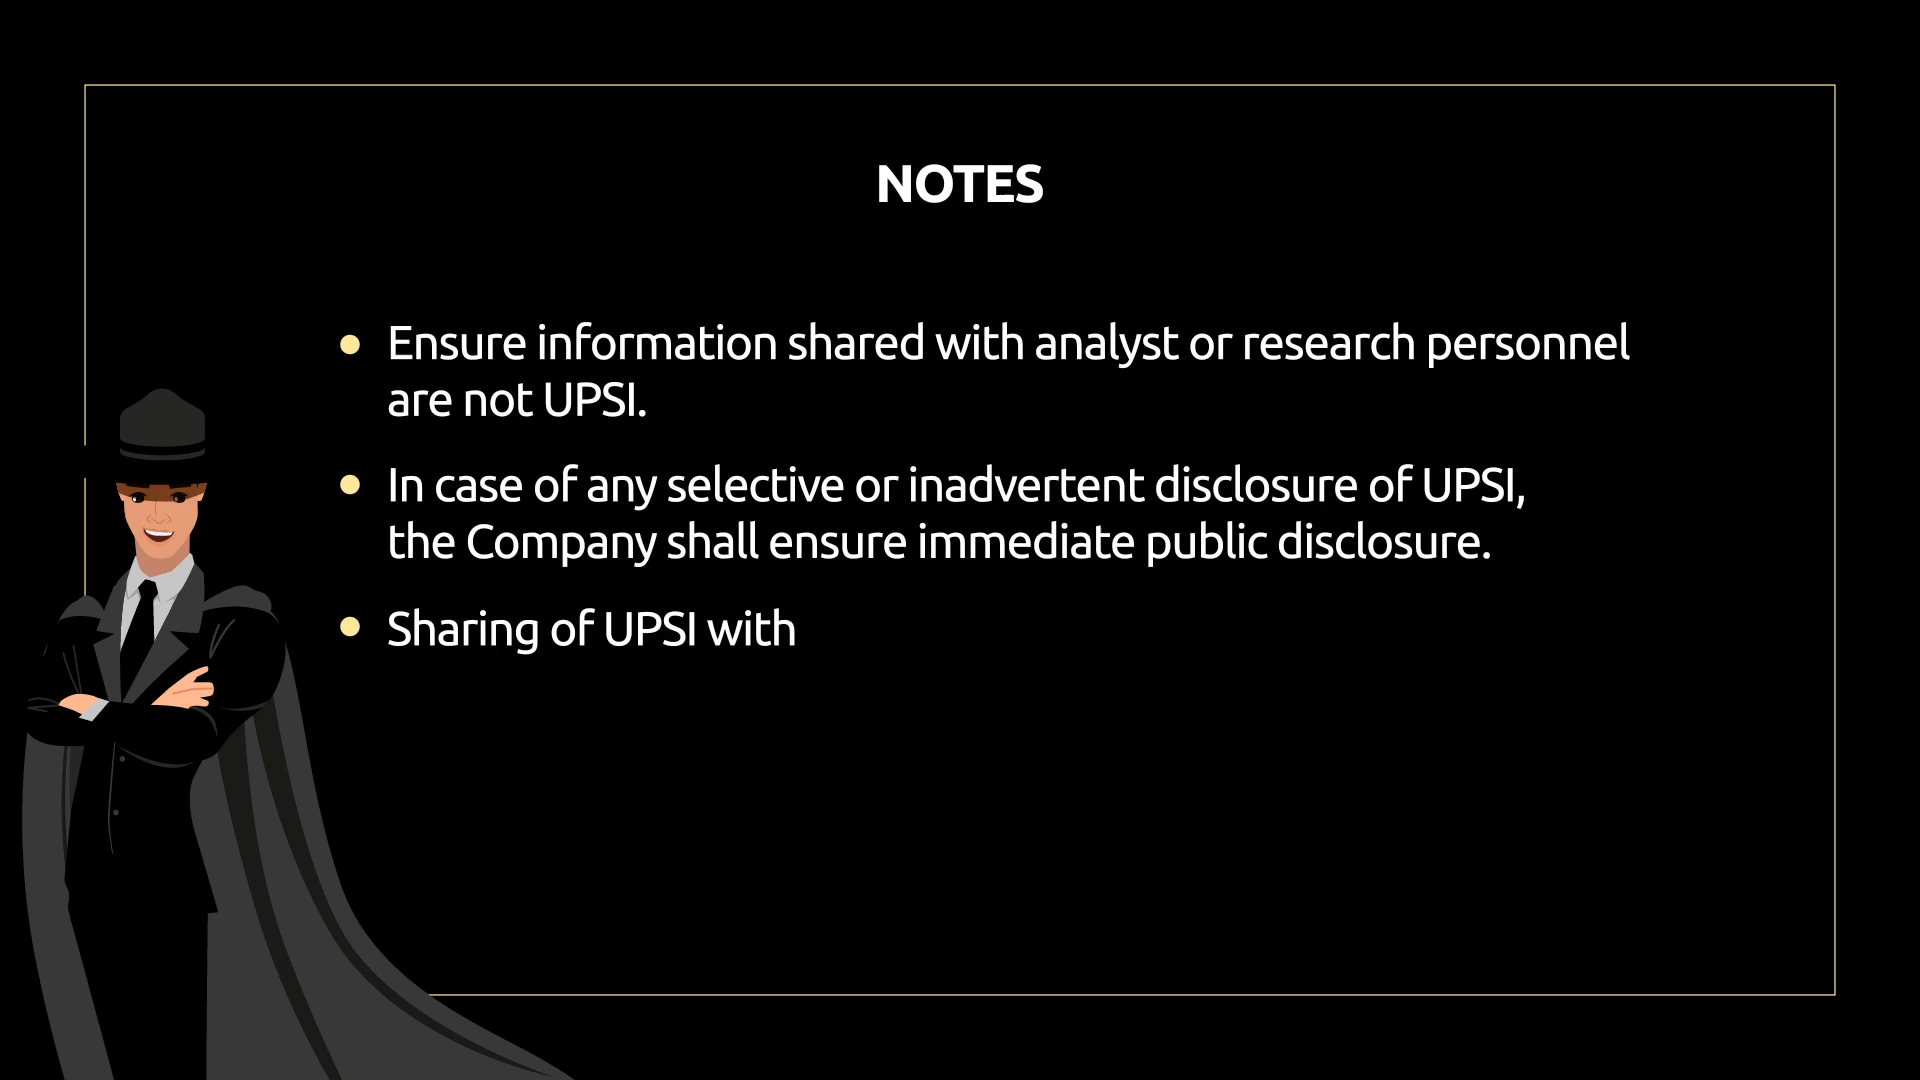 NOTES
Ensure information shared with analyst or research personnel
are not UPSI.
In case of any selective or inadvertent disclosure of UPSI,
the Company shall ensure immediate public disclosure.
Sharing of UPSI with